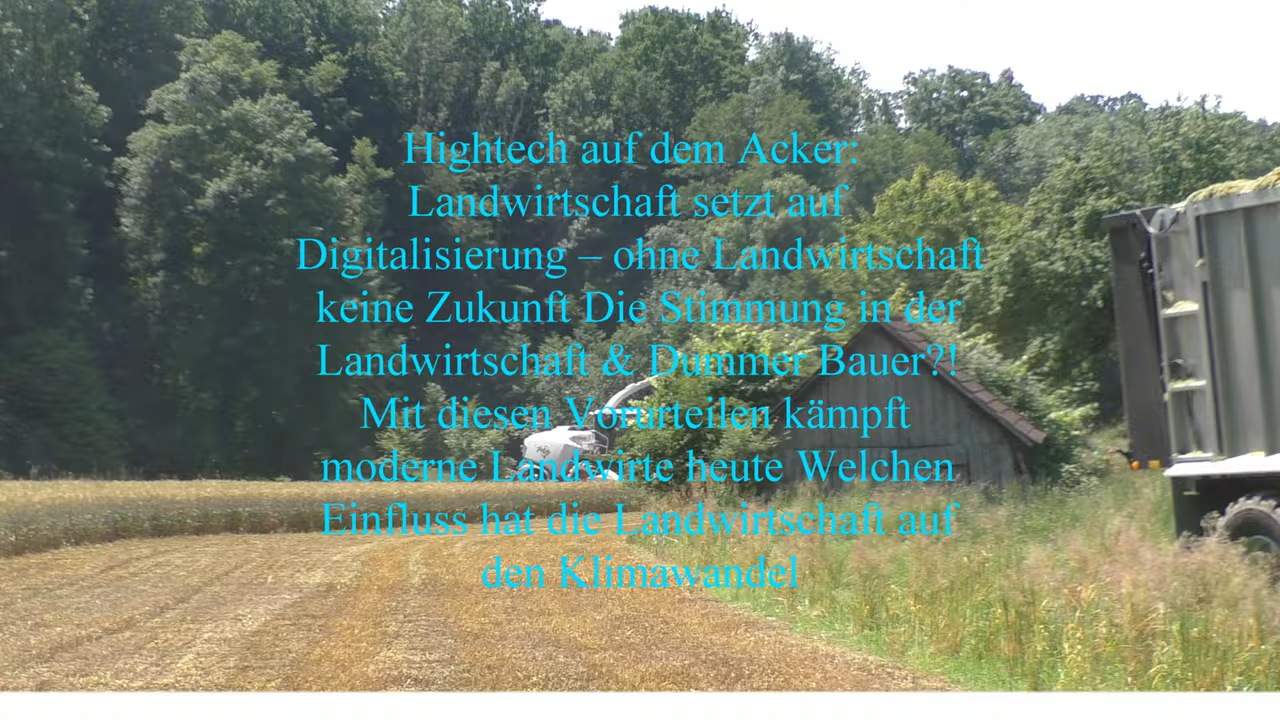 Hightech auf dem Acker:
Landwirtschaft setzt auf
Digitalisierung – ohne Landwirtschaft
keine Zukunft Die Stimmung in der
Landwirtschaft & Dummer Bauer?!
Mit diesen Vorurteilen kämpft
moderne Landwirte heute Welchen
Einfluss hat die Landwirtschaft auf
den Klimawandel